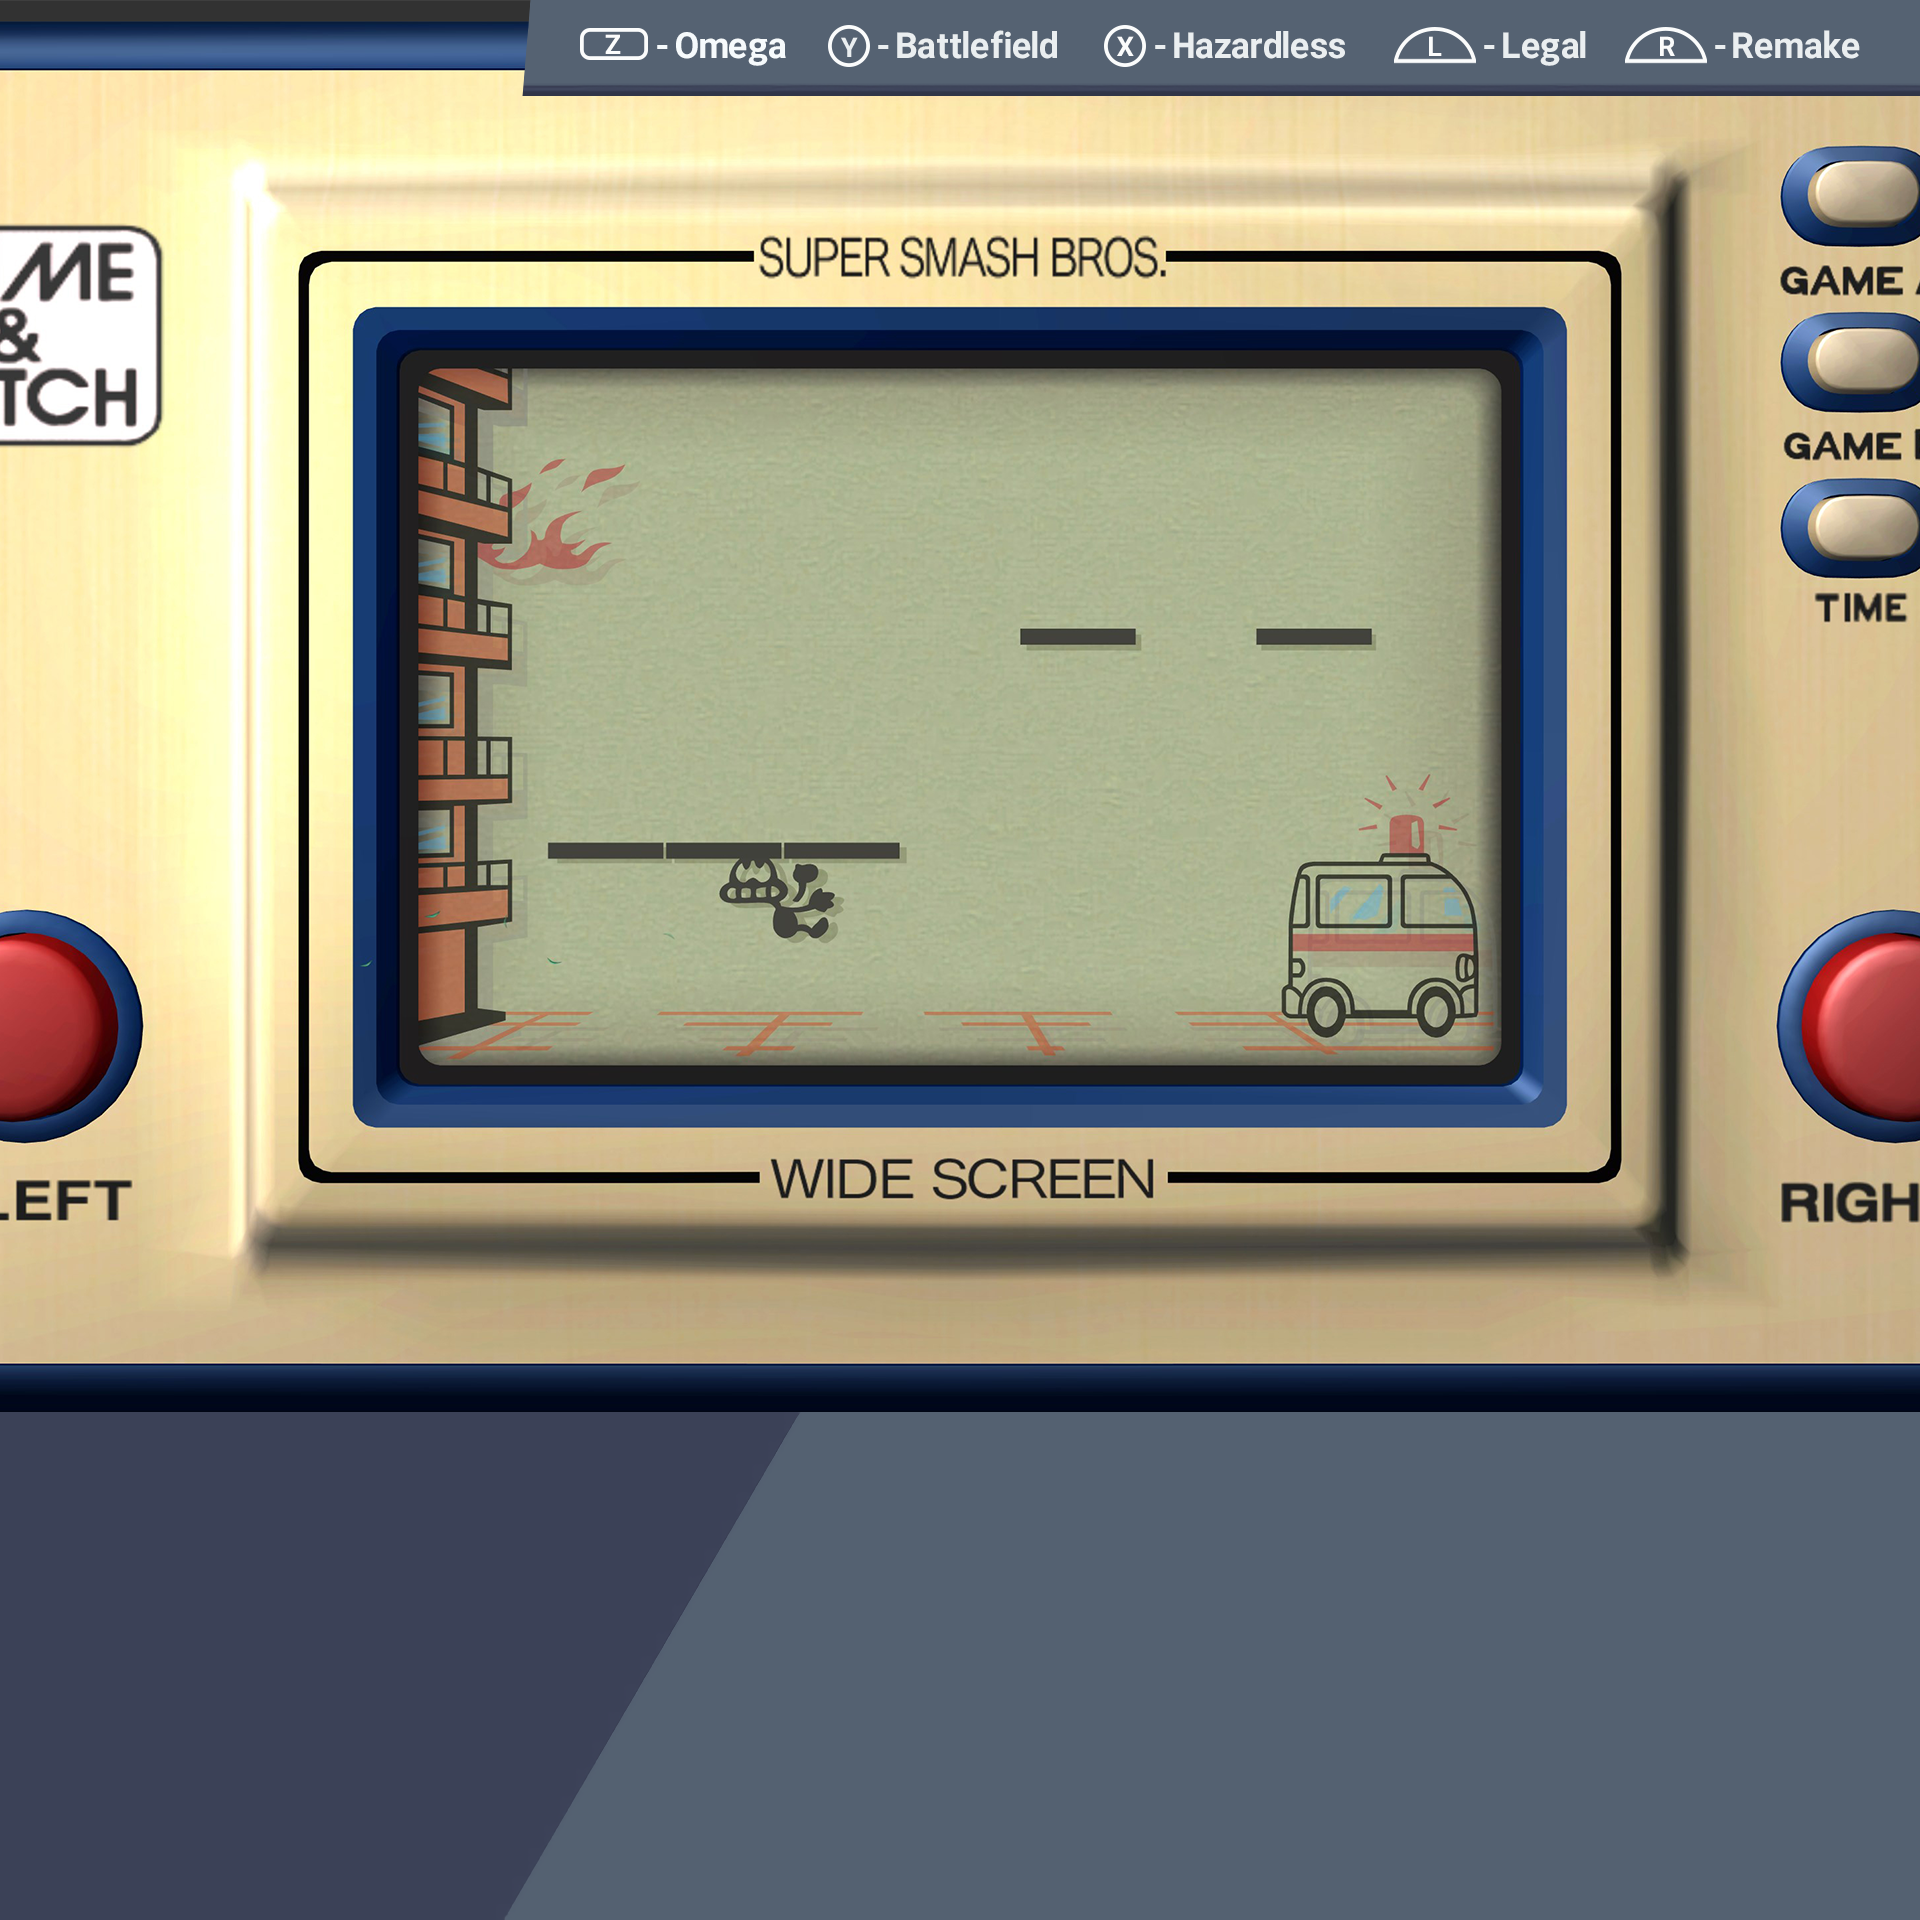 Z - Omega Y - Battlefield X - Hazardless L - Legal R - Remake
ME
&
TCH
SUPER SMASH BROS.
GAME
GAME
TIME
LEFT
RIGH
WIDE SCREEN